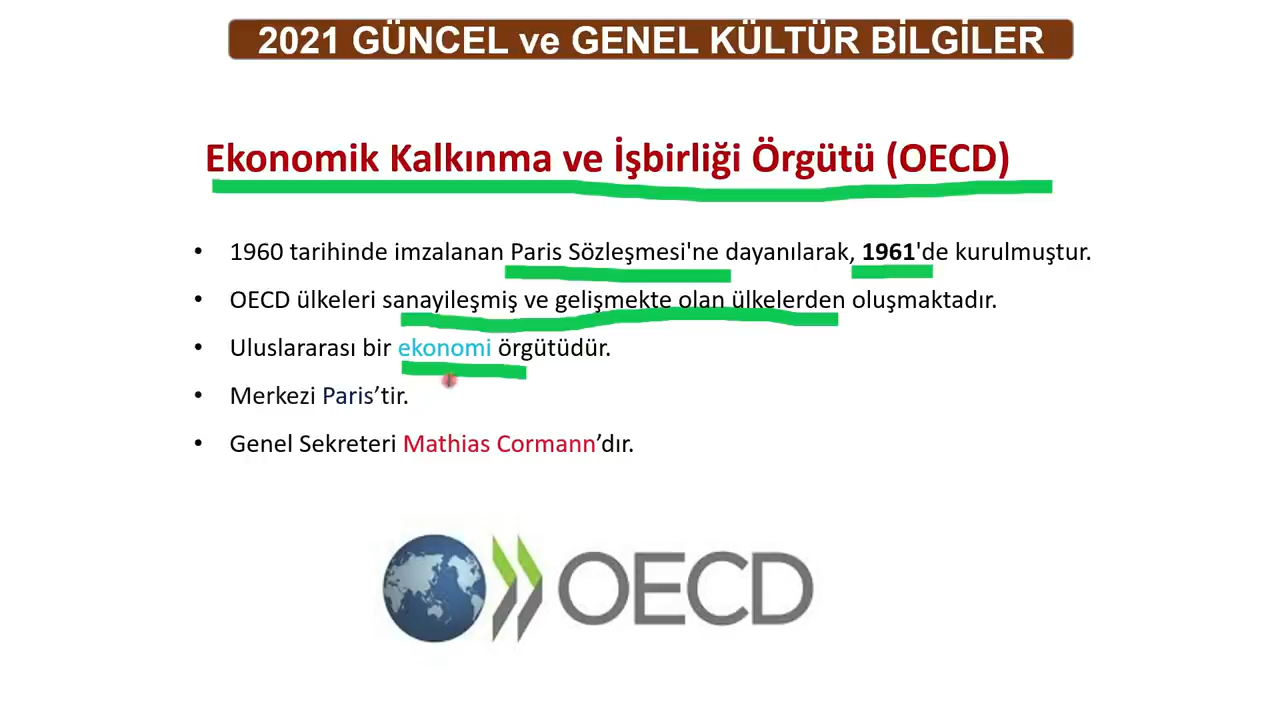 2021 GÜNCEL ve GENEL KÜLTÜR BİLGİLER
Ekonomik Kalkınma ve İşbirliği Örgütü (OECD)
• 1960 tarihinde imzalanan Paris Sözleşmesi'ne dayanılarak, 1961'de kurulmuştur.
• OECD ülkeleri sanayileşmiş ve gelişmekte olan ülkelerden oluşmaktadır.
• Uluslararası bir ekonomi örgütüdür.
• Merkezi Paris’tir.
• Genel Sekreteri Mathias Cormann’dır.
OECD